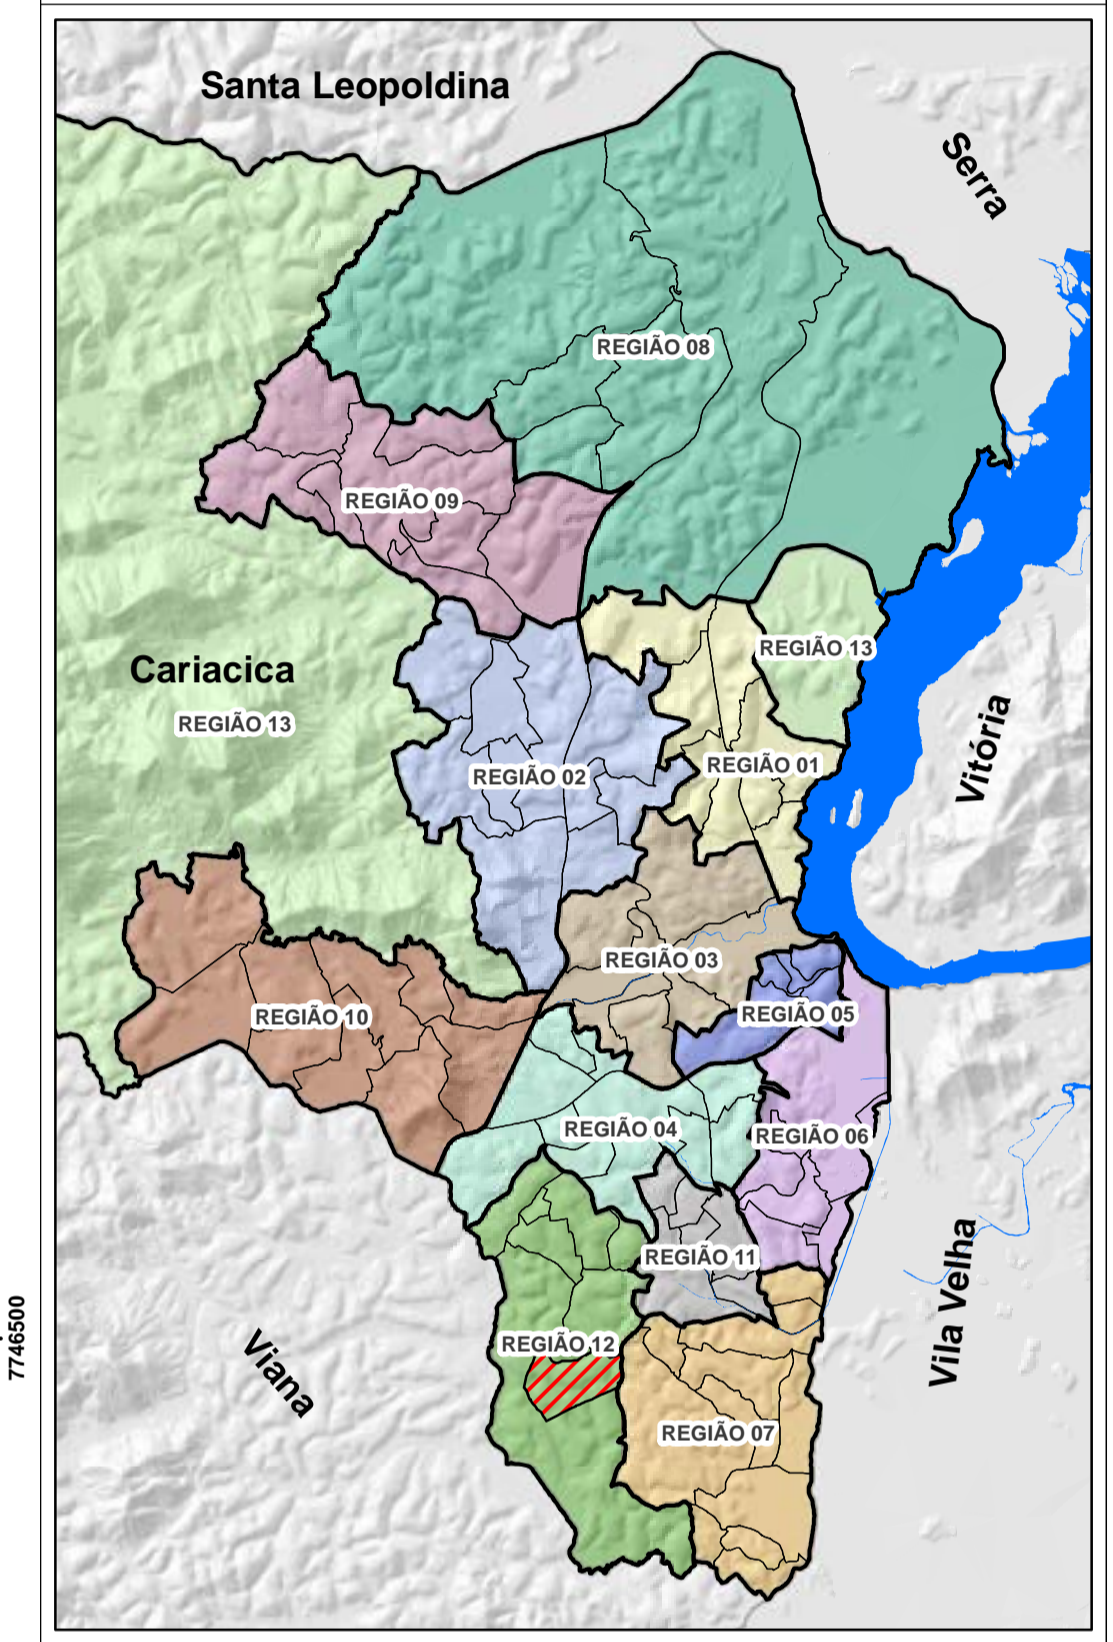 Santa Leopoldina
Serra
REGIÃO 08
REGIÃO 09
REGIÃO 13
Cariacica
REGIÃO 13
Vitória
REGIÃO 01
REGIÃO 02
REGIÃO 03
REGIÃO 05
REGIÃO 10
REGIÃO 04
REGIÃO 06
REGIÃO 11
Vila Velha
7746500
Viana
REGIÃO 12
REGIÃO 07